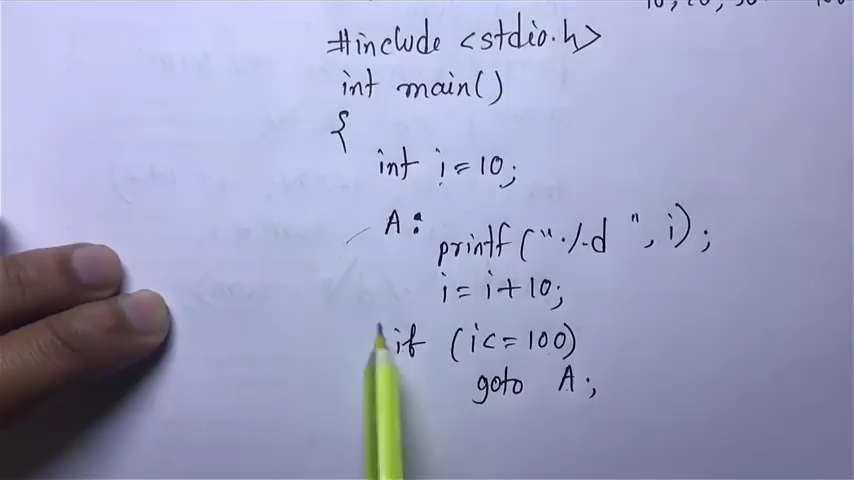 #include <stdio.h>
int main()
{
int i=10;
A:
printf("%d ", i);
i = i+10;
if (i<=100)
goto A;